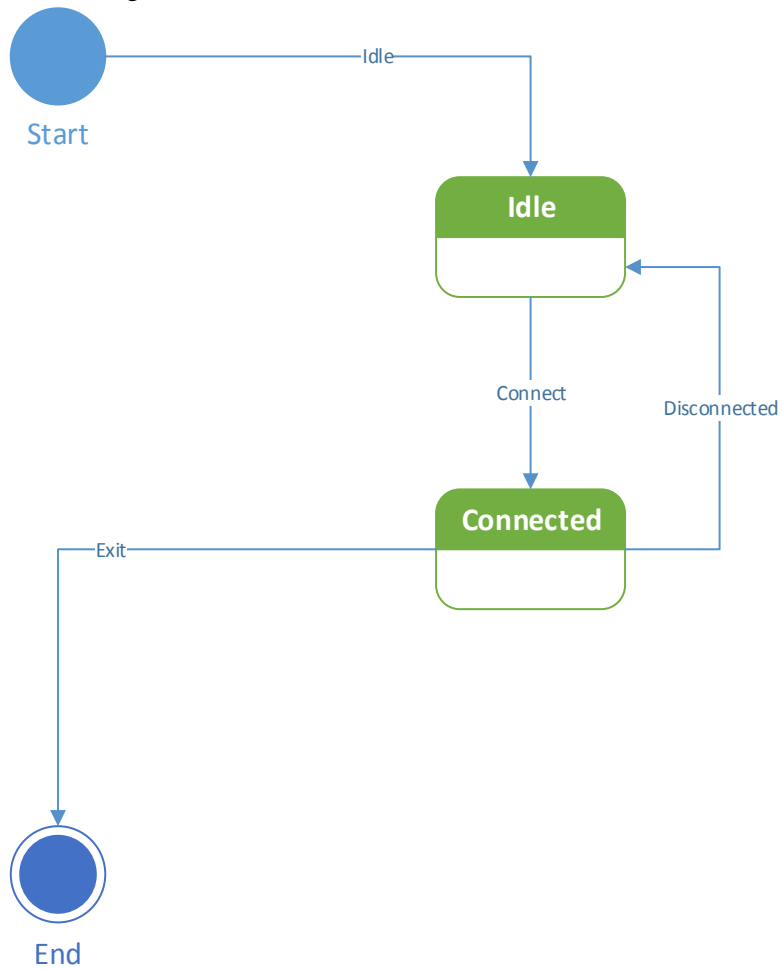 Idle
Start
Idle
Connect
Disconnected
Connected
Exit
End